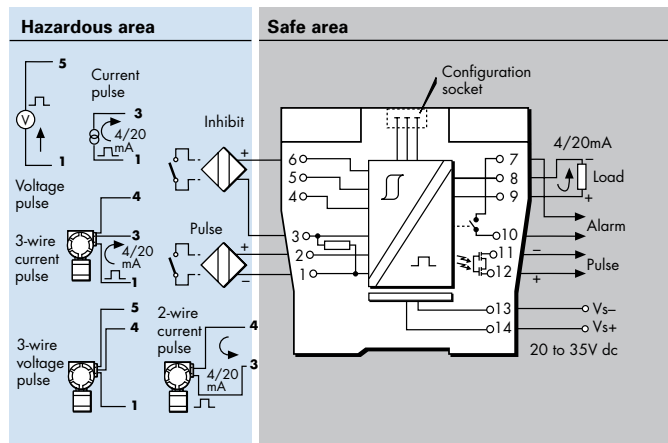 Hazardous area
Safe area
5
V
1
Voltage
pulse
Current
pulse
3
4/20
mA
1
Inhibit
+
4
3
4/20
mA
1
3-wire
current
pulse
Pulse
+
–
5
4
1
3-wire
voltage
pulse
2-wire
current
pulse
4
4/20
mA
3
Configuration
socket
6
5
4
3
2
1
7
8
9
10
11
12
13
14
4/20mA
–
Load
+
Alarm
–
Pulse
+
Vs–
Vs+
20 to 35V dc